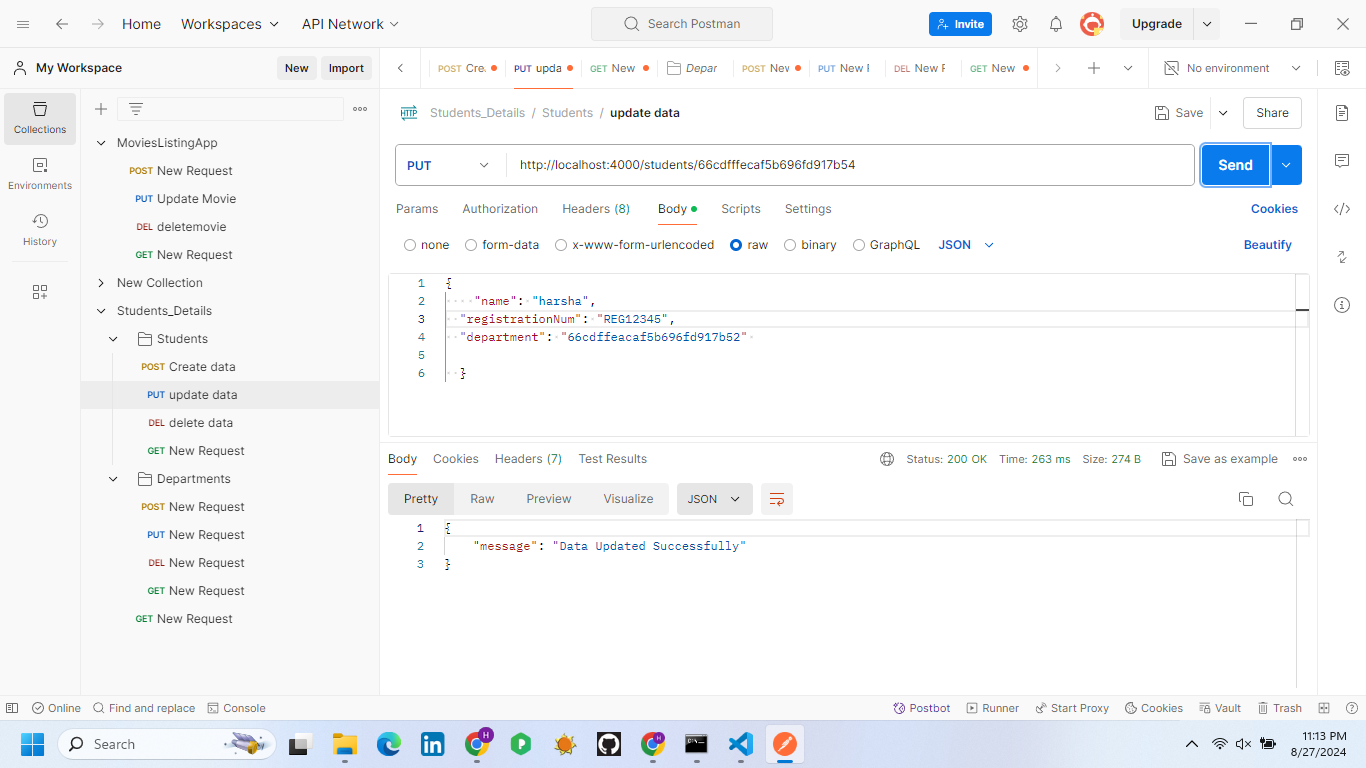 Home Workspaces API Network Search Postman Invite Upgrade
My Workspace New Import POST Cre PUT upda GET New Depar POST Nev PUT New I DEL New F GET New No environment
Collections
Environments
History
MoviesListingApp
POST New Request
PUT Update Movie
DEL deletemovie
GET New Request
New Collection
Students_Details
Students
POST Create data
PUT update data
DEL delete data
GET New Request
Departments
POST New Request
PUT New Request
DEL New Request
GET New Request
GET New Request
HTTP Students_Details / Students / update data Save Share
PUT http://localhost:4000/students/66cdfffecaf5b696fd917b54 Send
Params Authorization Headers (8) Body Scripts Settings Cookies
none form-data x-www-form-urlencoded raw binary GraphQL JSON Beautify
1 {
2 "name": "harsha",
3 "registrationNum": "REG12345",
4 "department": "66cdffeacaf5b696fd917b52"
5
6 }
Body Cookies Headers (7) Test Results Status: 200 OK Time: 263 ms Size: 274 B Save as example
Pretty Raw Preview Visualize JSON
1 {
2 "message": "Data Updated Successfully"
3 }
Online Find and replace Console Postbot Runner Start Proxy Cookies Vault Trash
Search
11:13 PM
8/27/2024